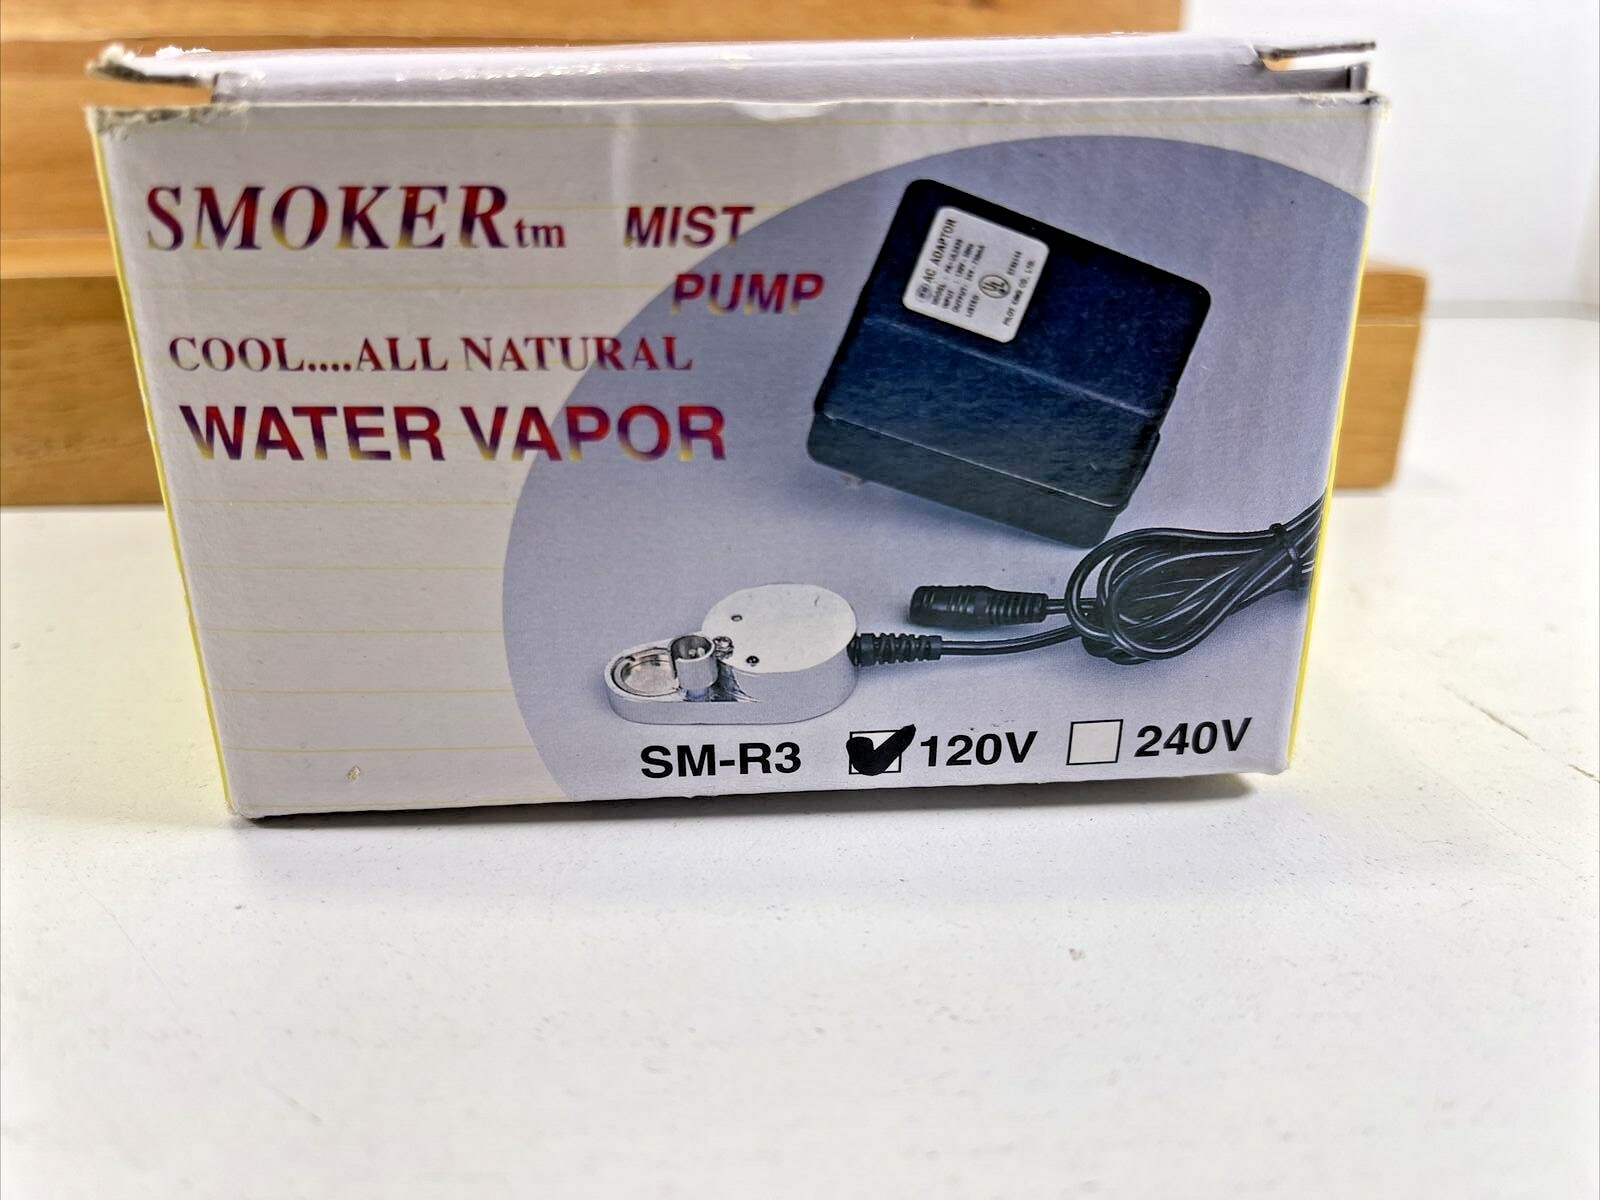 SMOKERtm MIST
PUMP
COOL....ALL NATURAL
WATER VAPOR
AC ADAPTOR
SM-R3 120V 240V